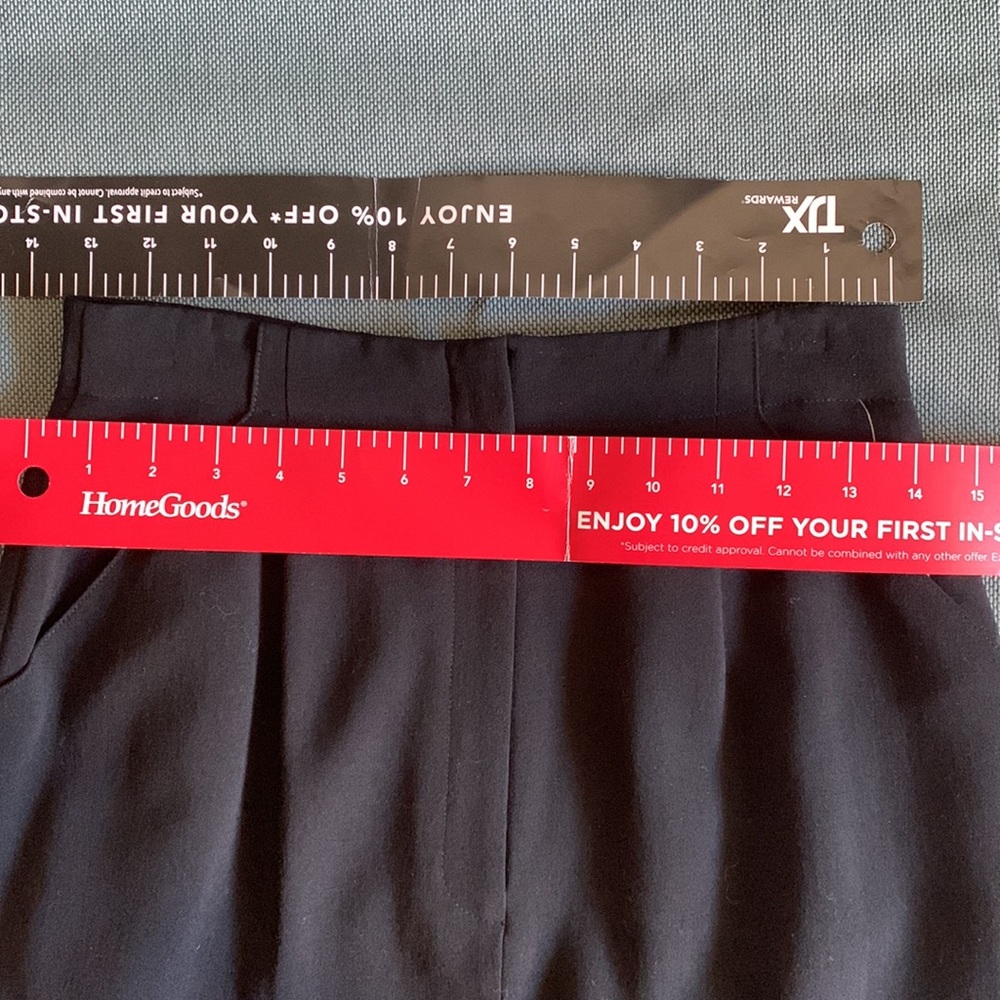 *Subject to credit approval. Cannot be combined with any
ENJOY 10% OFF* YOUR FIRST IN-STO
TJX
REWARDS®
1 2 3 4 5 6 7 8 9 10 11 12 13 14
1 2 3 4 5 6 7 8 9 10 11 12 13 14 15
HomeGoods®
ENJOY 10% OFF YOUR FIRST IN-S
*Subject to credit approval. Cannot be combined with any other offer. E